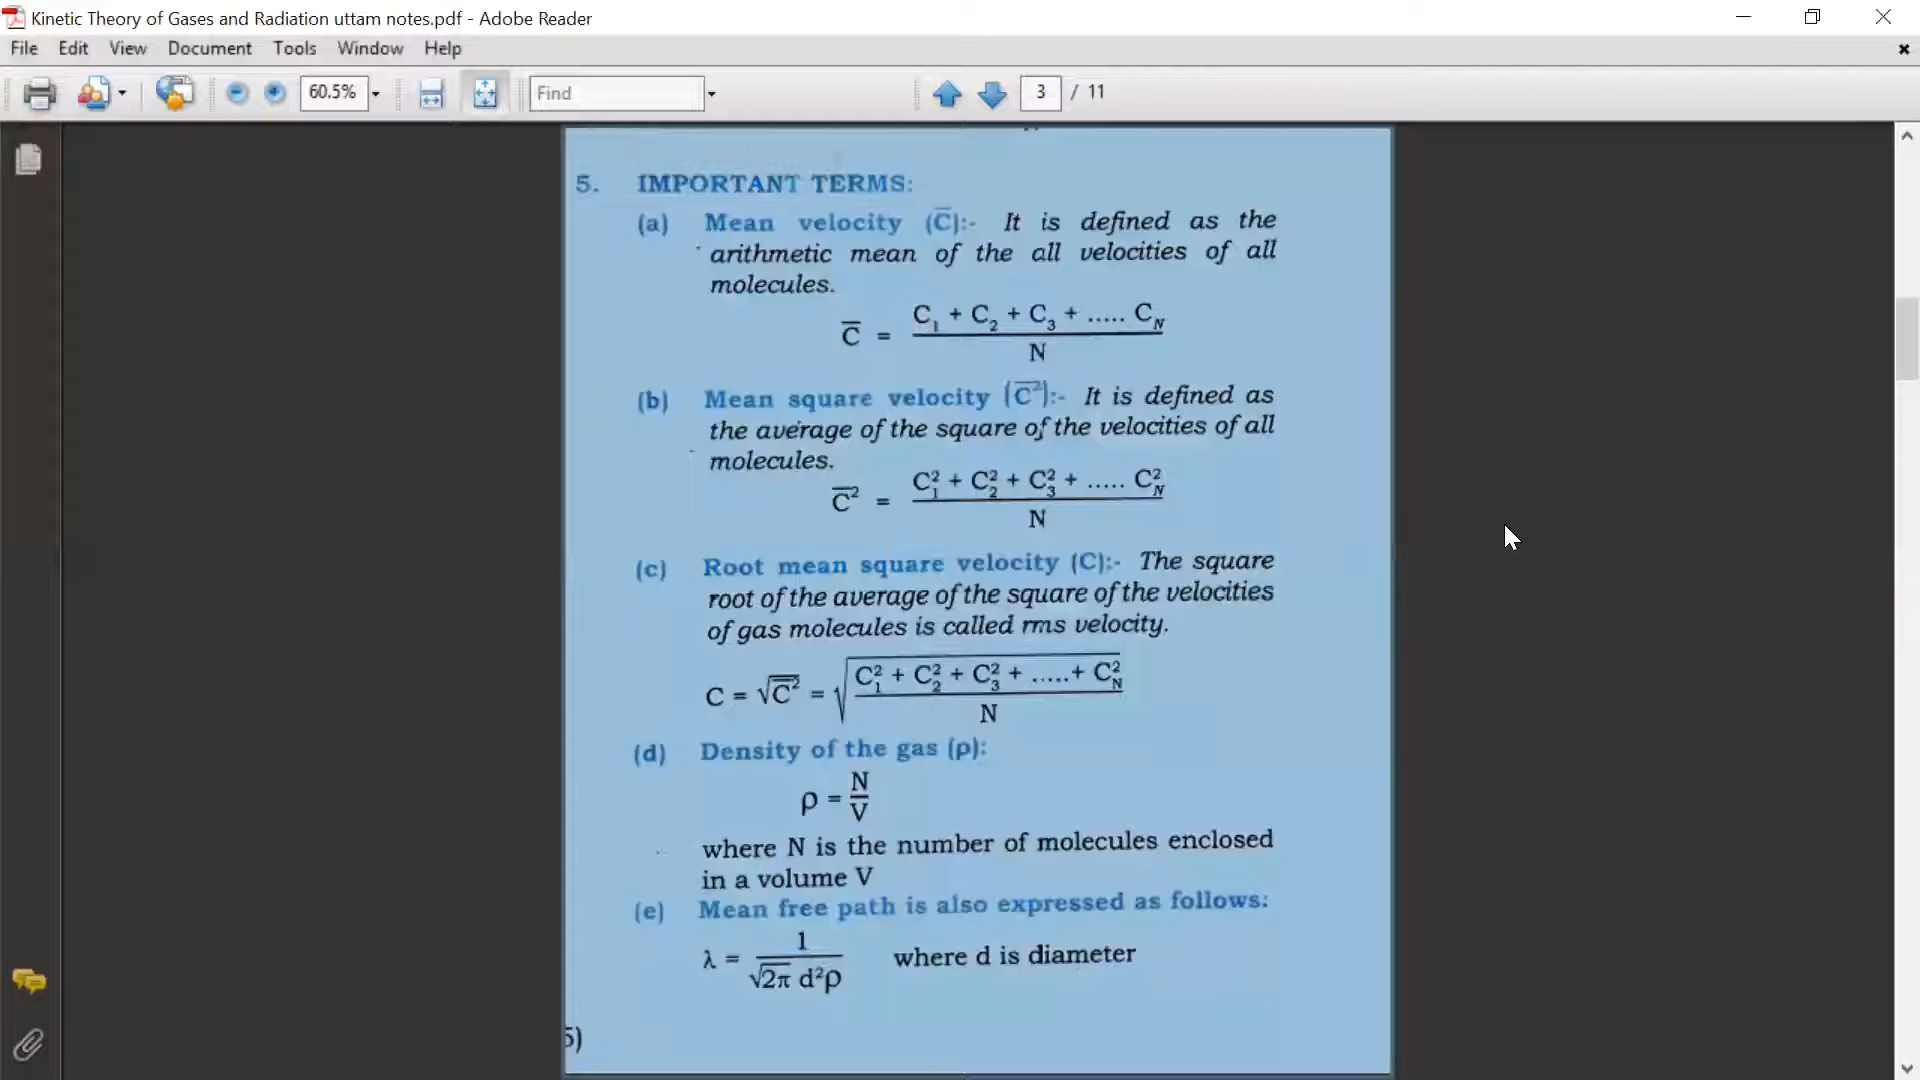 Kinetic Theory of Gases and Radiation uttam notes.pdf - Adobe Reader
File Edit View Document Tools Window Help
60.5% Find 3 / 11
5. IMPORTANT TERMS:
(a) Mean velocity (C̅):- It is defined as the
arithmetic mean of the all velocities of all
molecules.
C̅ = (C₁ + C₂ + C₃ + ..... C_N) / N
(b) Mean square velocity (C̅²):- It is defined as
the average of the square of the velocities of all
molecules.
C̅² = (C₁² + C₂² + C₃² + ..... C_N²) / N
(c) Root mean square velocity (C):- The square
root of the average of the square of the velocities
of gas molecules is called rms velocity.
C = √C̅² = √((C₁² + C₂² + C₃² + .....+ C_N²) / N)
(d) Density of the gas (ρ):
ρ = N/V
where N is the number of molecules enclosed
in a volume V
(e) Mean free path is also expressed as follows:
λ = 1 / (√2π d²ρ) where d is diameter
5)